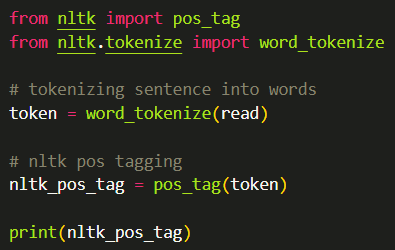 from nltk import pos_tag
from nltk.tokenize import word_tokenize
# tokenizing sentence into words
token = word_tokenize(read)
# nltk pos tagging
nltk_pos_tag = pos_tag(token)
print(nltk_pos_tag)